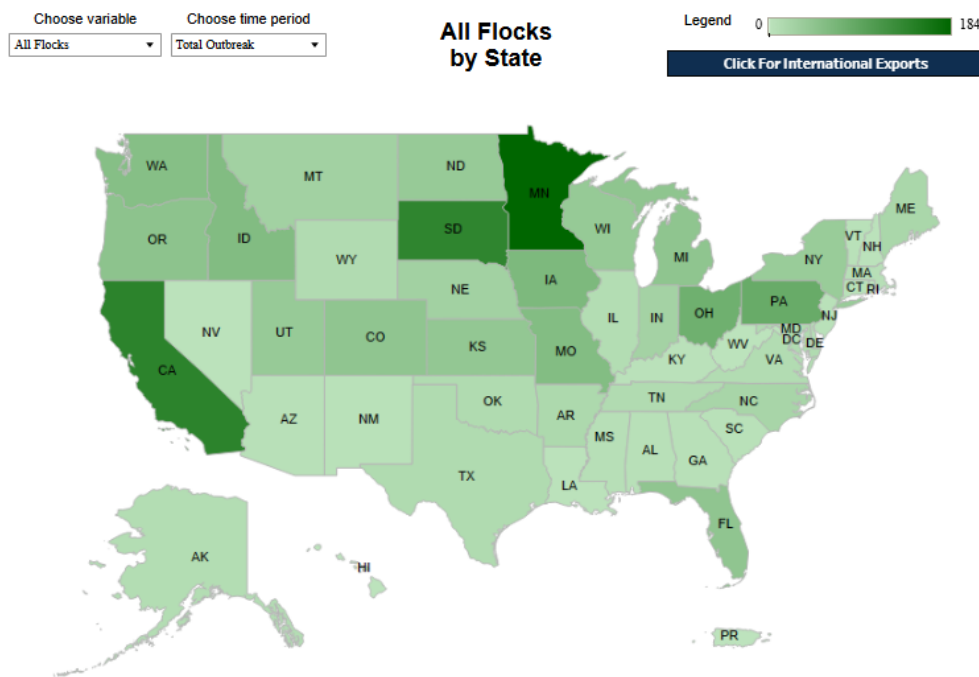 Choose variable
Choose time period
All Flocks
Total Outbreak
All Flocks
by State
Legend
0
184
Click For International Exports
WA
MT
ND
MN
ME
OR
ID
SD
WI
VT
NH
WY
MI
NY
MA
CT
RI
NE
IA
PA
NV
UT
CO
IL
IN
OH
NJ
MD
DC
DE
KS
MO
WV
VA
CA
KY
OK
TN
NC
AZ
NM
AR
SC
MS
AL
GA
TX
LA
FL
AK
HI
PR